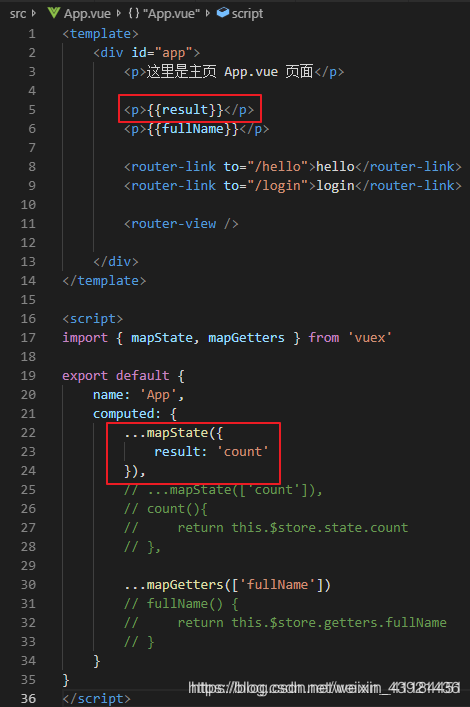 src > App.vue > {} "App.vue" > script
1 <template>
2 <div id="app">
3 <p>这里是主页 App.vue 页面</p>
4
5 <p>{{result}}</p>
6 <p>{{fullName}}</p>
7
8 <router-link to="/hello">hello</router-link>
9 <router-link to="/login">login</router-link>
10
11 <router-view />
12
13 </div>
14 </template>
15
16 <script>
17 import { mapState, mapGetters } from 'vuex'
18
19 export default {
20 name: 'App',
21 computed: {
22 ...mapState({
23 result: 'count'
24 }),
25 // ...mapState(['count']),
26 // count(){
27 //     return this.$store.state.count
28 // },
29
30 ...mapGetters(['fullName'])
31 // fullName() {
32 //     return this.$store.getters.fullName
33 // }
34 }
35 }
36 </script>
https://blog.csdn.net/weixin_